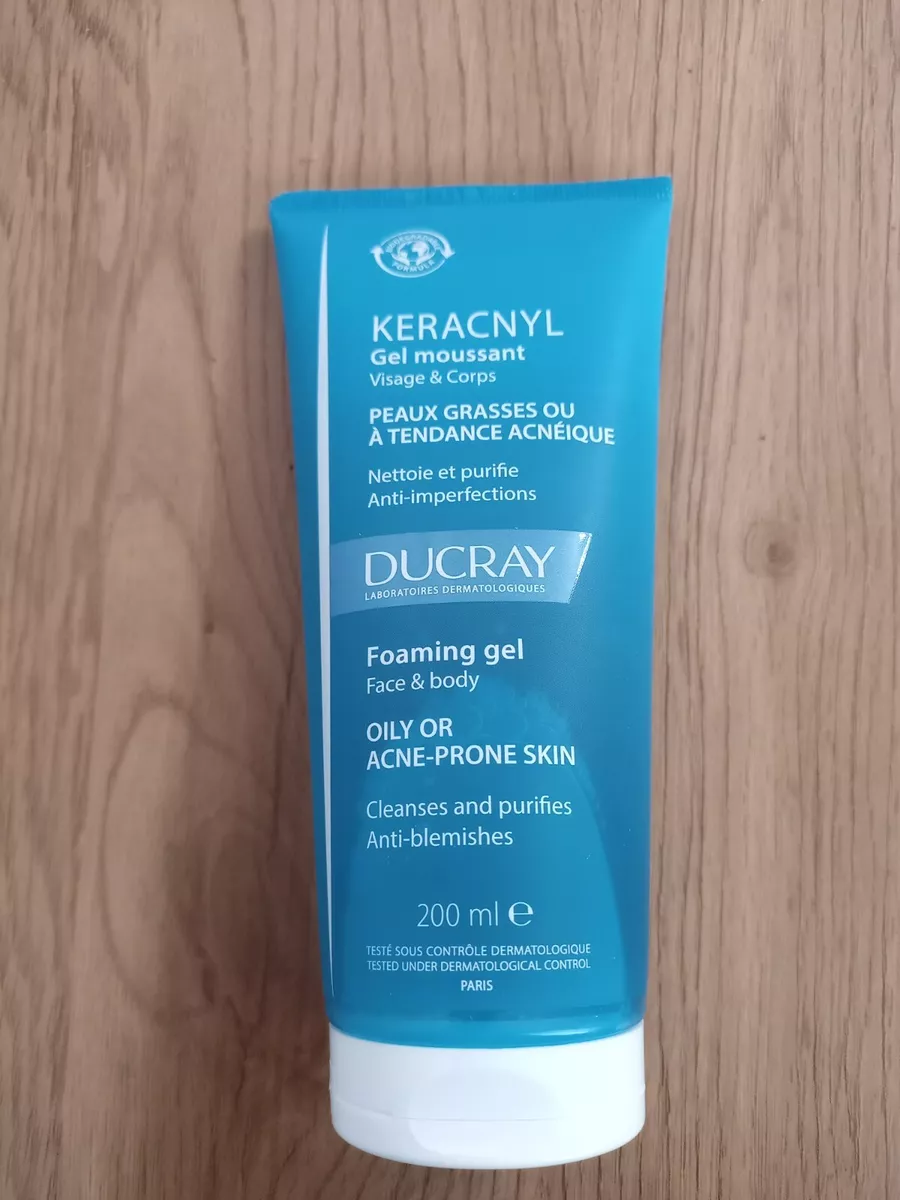 BIODEGRADABLE
FORMULA
KERACNYL
Gel moussant
Visage & Corps
PEAUX GRASSES OU
À TENDANCE ACNÉIQUE
Nettoie et purifie
Anti-imperfections
DUCRAY
LABORATOIRES DERMATOLOGIQUES
Foaming gel
Face & body
OILY OR
ACNE-PRONE SKIN
Cleanses and purifies
Anti-blemishes
200 ml ℮
TESTÉ SOUS CONTRÔLE DERMATOLOGIQUE
TESTED UNDER DERMATOLOGICAL CONTROL
PARIS